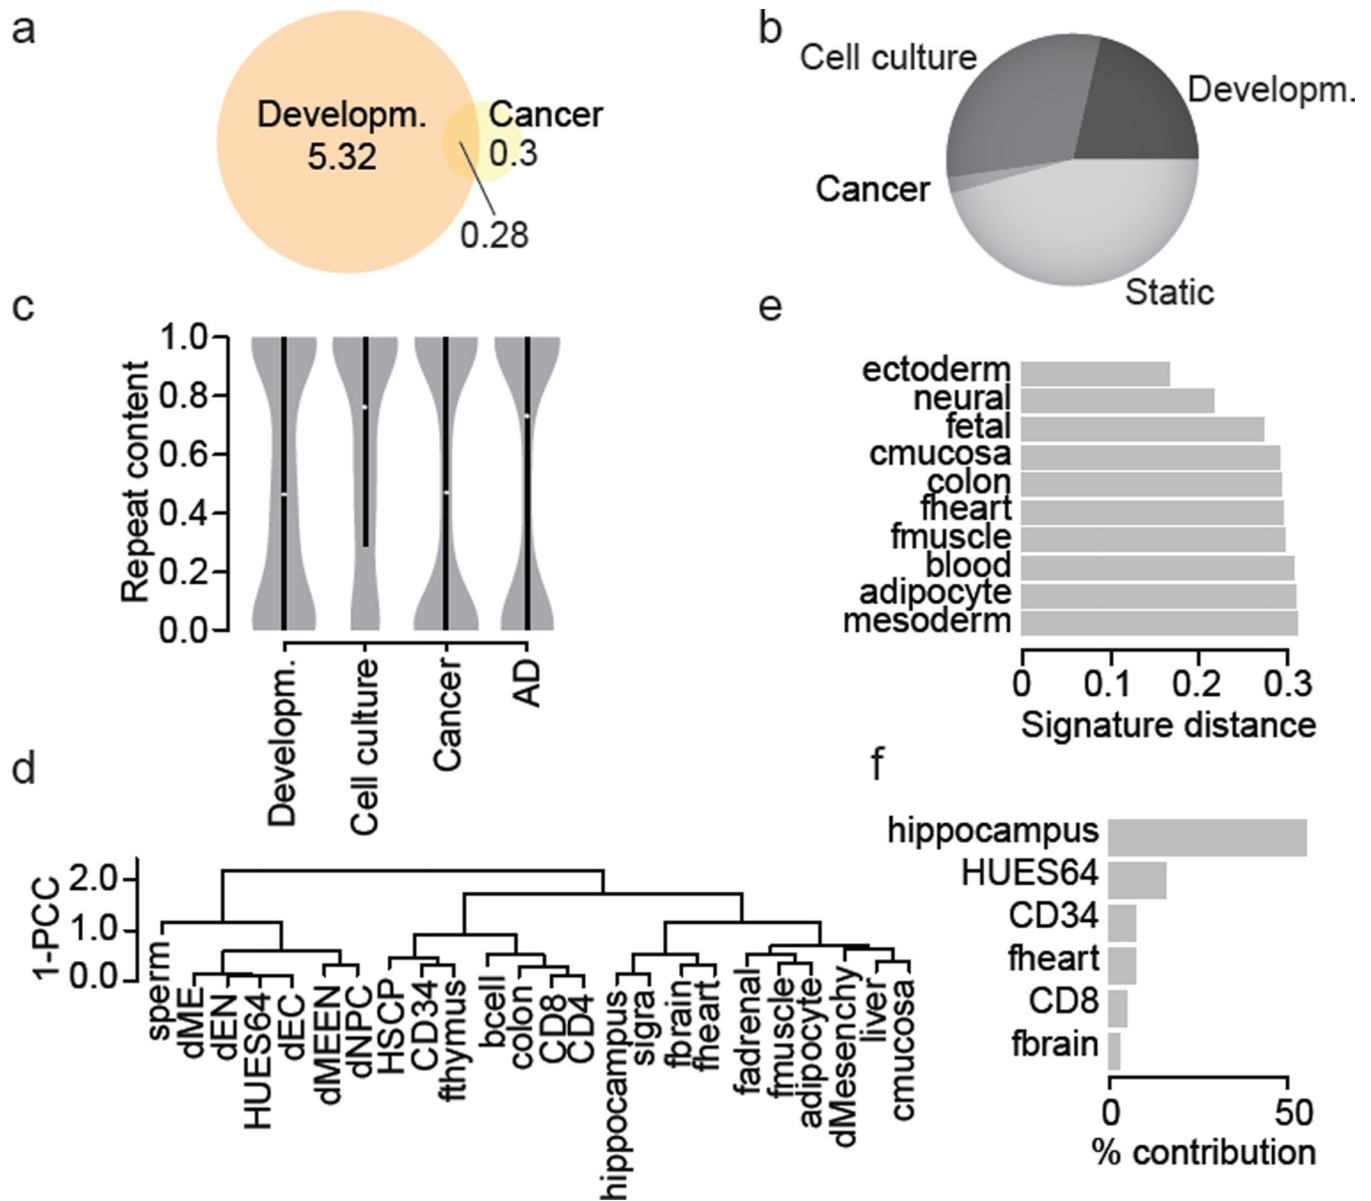 a
Developm.
5.32
Cancer
0.3
0.28
b
Cell culture
Developm.
Cancer
Static
c
Repeat content
1.0
0.8
0.6
0.4
0.2
0.0
Developm.
Cell culture
Cancer
AD
e
ectoderm
neural
fetal
cmucosa
colon
fheart
fmuscle
blood
adipocyte
mesoderm
0 0.1 0.2 0.3
Signature distance
d
1-PCC
2.0
1.0
0.0
sperm
dME
dEN
HUES64
dEC
dMEEN
dNPC
HSCP
CD34
fthymus
bcell
colon
CD8
CD4
hippocampus
sigra
fbrain
fheart
fadrenal
fmuscle
adipocyte
dMesenchy
liver
cmucosa
f
hippocampus
HUES64
CD34
fheart
CD8
fbrain
0 50
% contribution